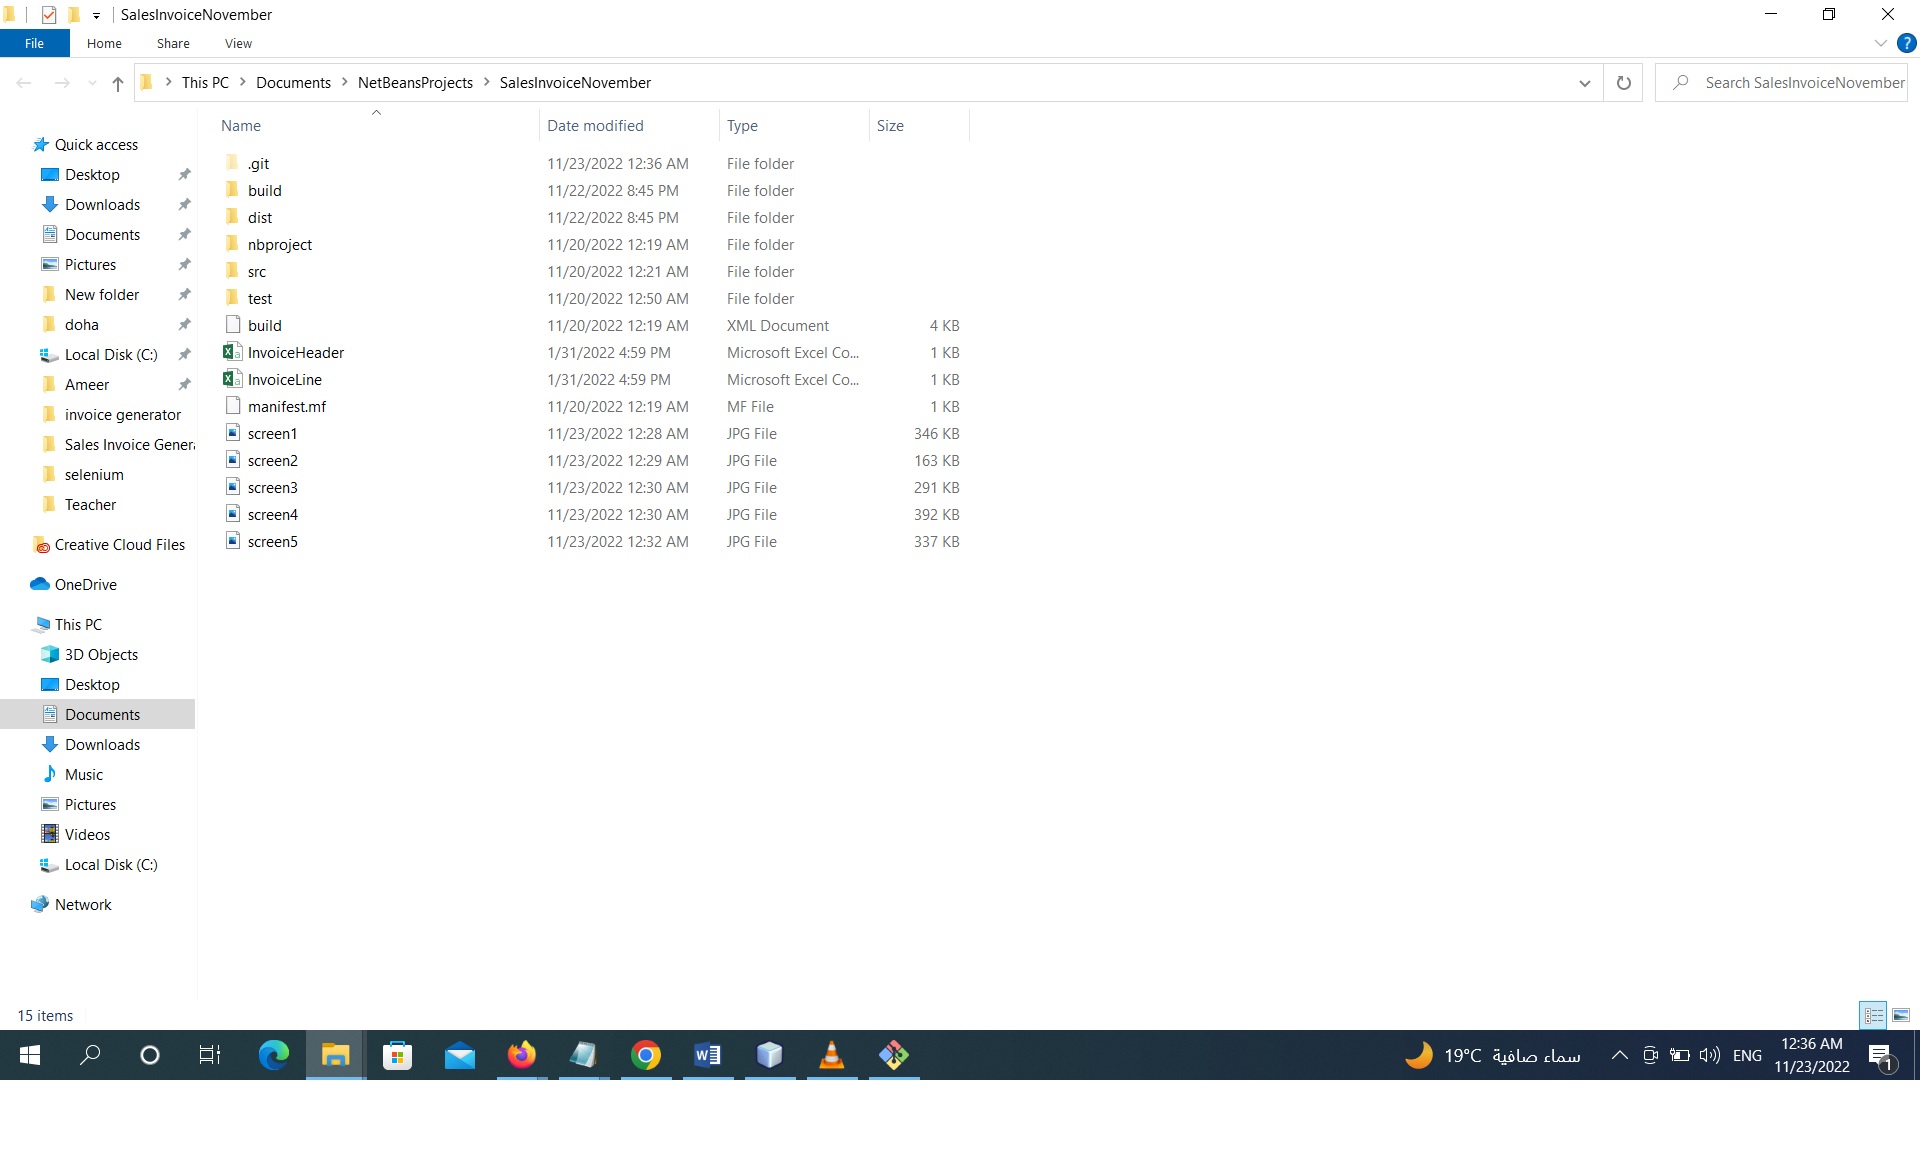 SalesInvoiceNovember
File Home Share View
This PC Documents NetBeansProjects SalesInvoiceNovember
Search SalesInvoiceNovember
Name Date modified Type Size
.git 11/23/2022 12:36 AM File folder
build 11/22/2022 8:45 PM File folder
dist 11/22/2022 8:45 PM File folder
nbproject 11/20/2022 12:19 AM File folder
src 11/20/2022 12:21 AM File folder
test 11/20/2022 12:50 AM File folder
build 11/20/2022 12:19 AM XML Document 4 KB
InvoiceHeader 1/31/2022 4:59 PM Microsoft Excel Co... 1 KB
InvoiceLine 1/31/2022 4:59 PM Microsoft Excel Co... 1 KB
manifest.mf 11/20/2022 12:19 AM MF File 1 KB
screen1 11/23/2022 12:28 AM JPG File 346 KB
screen2 11/23/2022 12:29 AM JPG File 163 KB
screen3 11/23/2022 12:30 AM JPG File 291 KB
screen4 11/23/2022 12:30 AM JPG File 392 KB
screen5 11/23/2022 12:32 AM JPG File 337 KB
Quick access
Desktop
Downloads
Documents
Pictures
New folder
doha
Local Disk (C:)
Ameer
invoice generator
Sales Invoice Genera
selenium
Teacher
Creative Cloud Files
OneDrive
This PC
3D Objects
Desktop
Documents
Downloads
Music
Pictures
Videos
Local Disk (C:)
Network
15 items
19°C سماء صافية
ENG
12:36 AM
11/23/2022
1